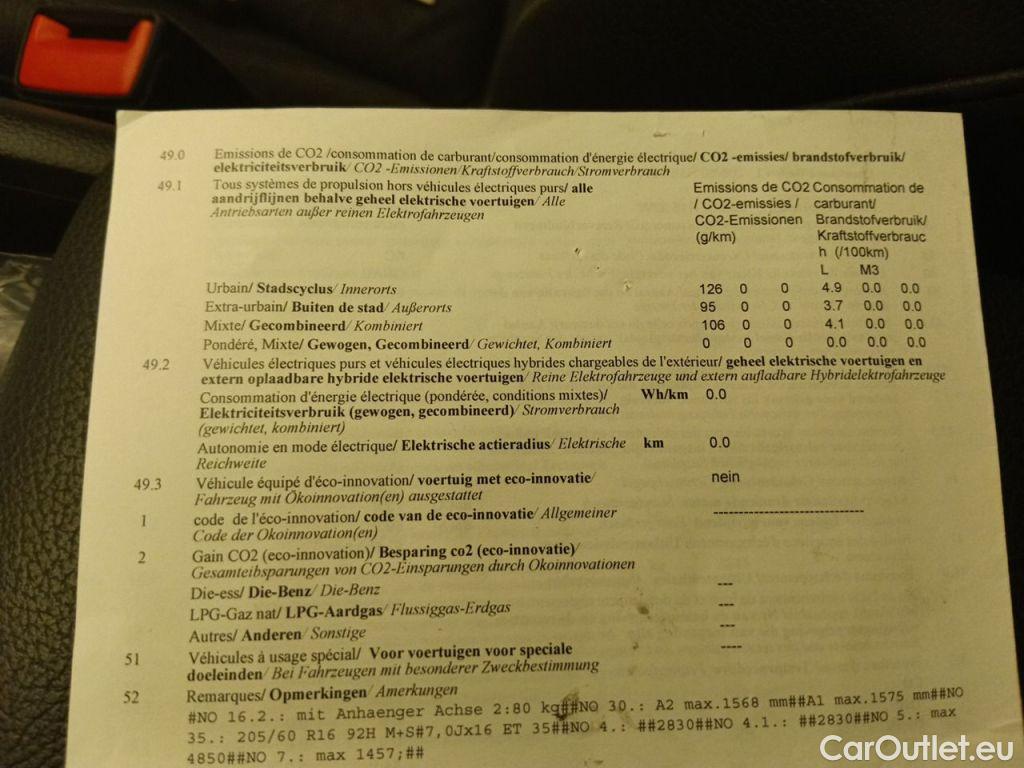 49.0 Emissions de CO2 /consommation de carburant/consommation d'énergie électrique/ CO2 -emissies/ brandstofverbruik/
elektriciteitsverbruik/ CO2 -Emissionen/Kraftstoffverbrauch/Stromverbrauch
49.1 Tous systèmes de propulsion hors véhicules électriques purs/ alle
aandrijflijnen behalve geheel elektrische voertuigen/ Alle
Antriebsarten außer reinen Elektrofahrzeugen
Emissions de CO2 Consommation de
/ CO2-emissies / carburant/
CO2-Emissionen Brandstofverbruik/
(g/km) Kraftstoffverbrauc
h (/100km)
L M3
Urbain/ Stadscyclus/ Innerorts 126 0 0 4.9 0.0 0.0
Extra-urbain/ Buiten de stad/ Außerorts 95 0 0 3.7 0.0 0.0
Mixte/ Gecombineerd/ Kombiniert 106 0 0 4.1 0.0 0.0
Pondéré, Mixte/ Gewogen, Gecombineerd/ Gewichtet, Kombiniert 0 0 0 0.0 0.0 0.0
49.2 Véhicules électriques purs et véhicules électriques hybrides chargeables de l'extérieur/ geheel elektrische voertuigen en
extern oplaadbare hybride elektrische voertuigen/ Reine Elektrofahrzeuge und extern aufladbare Hybridelektrofahrzeuge
Consommation d'énergie électrique (pondérée, conditions mixtes)/ Wh/km 0.0
Elektriciteitsverbruik (gewogen, gecombineerd)/ Stromverbrauch
(gewichtet, kombiniert)
Autonomie en mode électrique/ Elektrische actieradius/ Elektrische km 0.0
Reichweite
49.3 Véhicule équipé d'éco-innovation/ voertuig met eco-innovatie/ nein
Fahrzeug mit Ökoinnovation(en) ausgestattet
1 code de l'éco-innovation/ code van de eco-innovatie/ Allgemeiner ------------------------------
Code der Okoinnovation(en)
2 Gain CO2 (eco-innovation)/ Besparing co2 (eco-innovatie)/
Gesamteibsparungen von CO2-Einsparungen durch Okoinnovationen
Die-ess/ Die-Benz/ Die-Benz ---
LPG-Gaz nat/ LPG-Aardgas/ Flussiggas-Erdgas ---
Autres/ Anderen/ Sonstige ---
51 Véhicules à usage spécial/ Voor voertuigen voor speciale ----
doeleinden/ Bei Fahrzeugen mit besonderer Zweckbestimmung
52 Remarques/ Opmerkingen/ Amerkungen
#NO 16.2.: mit Anhaenger Achse 2:80 kg##NO 30.: A2 max.1568 mm##A1 max.1575 mm##NO
35.: 205/60 R16 92H M+S#7,0Jx16 ET 35##NO 4.: ##2830##NO 4.1.: ##2830##NO 5.: max
4850##NO 7.: max 1457;##
CarOutlet.eu